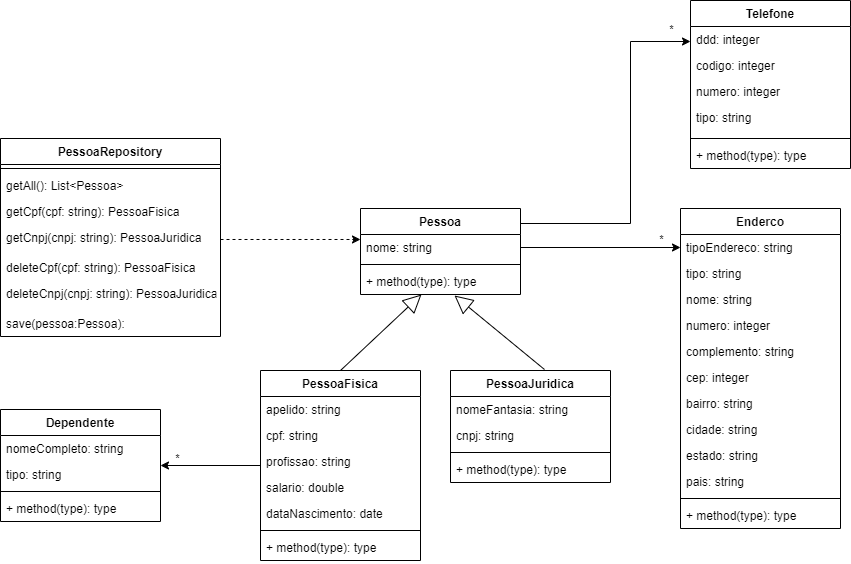 Telefone
*
ddd: integer
codigo: integer
numero: integer
tipo: string
+ method(type): type
PessoaRepository
getAll(): List<Pessoa>
getCpf(cpf: string): PessoaFisica
getCnpj(cnpj: string): PessoaJuridica
deleteCpf(cpf: string): PessoaFisica
deleteCnpj(cnpj: string): PessoaJuridica
save(pessoa:Pessoa):
Pessoa
nome: string
+ method(type): type
*
Enderco
tipoEndereco: string
tipo: string
nome: string
numero: integer
complemento: string
cep: integer
bairro: string
cidade: string
estado: string
pais: string
+ method(type): type
PessoaFisica
apelido: string
cpf: string
profissao: string
salario: double
dataNascimento: date
+ method(type): type
PessoaJuridica
nomeFantasia: string
cnpj: string
+ method(type): type
Dependente
nomeCompleto: string
tipo: string
+ method(type): type
*